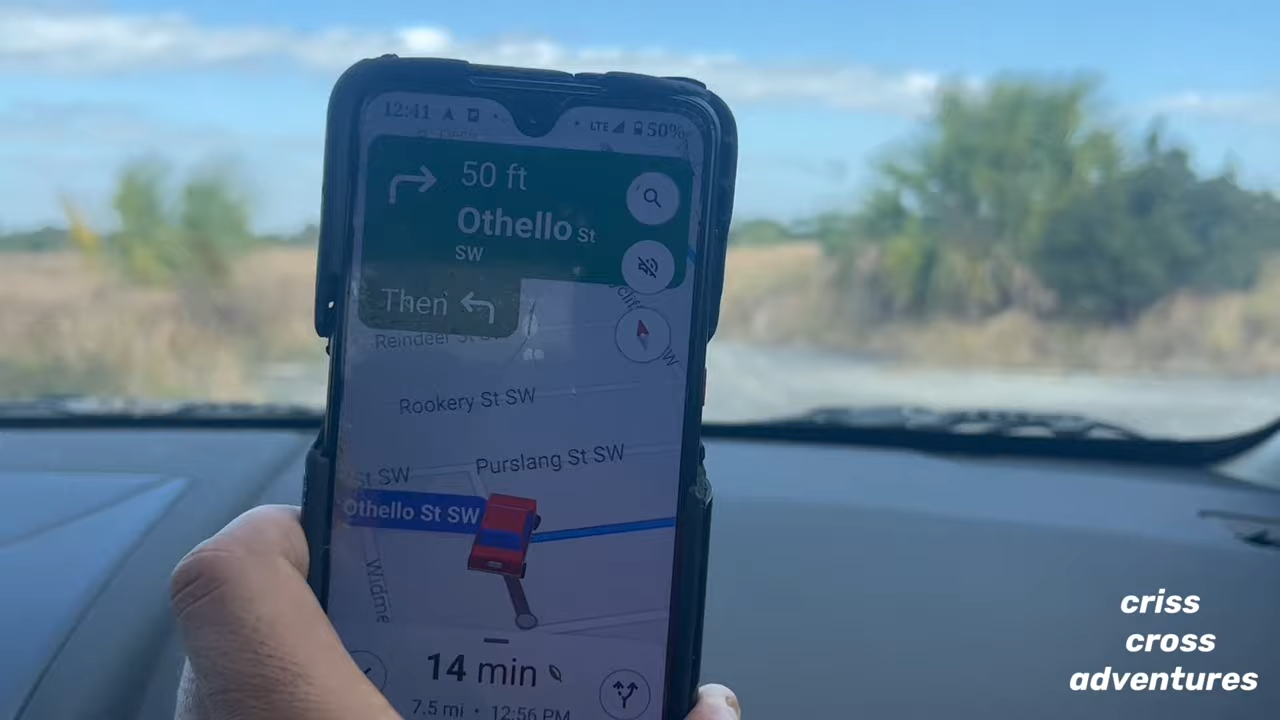 12:41
LTE 50%
50 ft
Othello St
SW
Then
Reindeer St SW
Rookery St SW
Purslang St SW
St SW
Othello St SW
14 min
7.5 mi · 12:56 PM
criss
cross
adventures